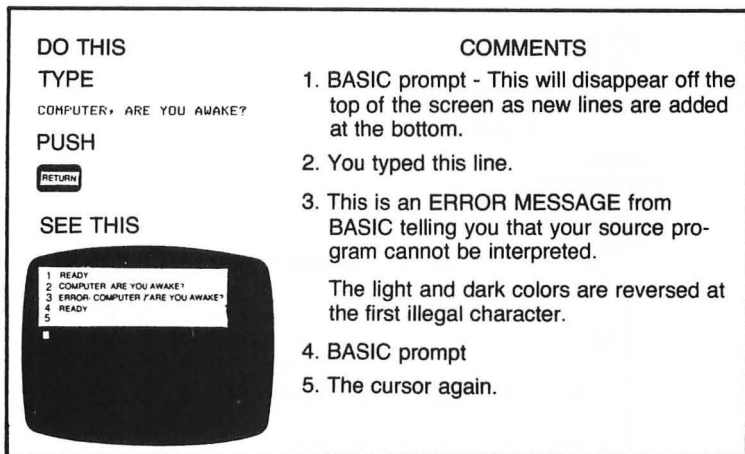 DO THIS
TYPE
COMPUTER, ARE YOU AWAKE?
PUSH
RETURN
SEE THIS
1 READY
2 COMPUTER ARE YOU AWAKE?
3 ERROR- COMPUTER / ARE YOU AWAKE?
4 READY
5
COMMENTS
1. BASIC prompt - This will disappear off the
top of the screen as new lines are added
at the bottom.
2. You typed this line.
3. This is an ERROR MESSAGE from
BASIC telling you that your source pro-
gram cannot be interpreted.
The light and dark colors are reversed at
the first illegal character.
4. BASIC prompt
5. The cursor again.